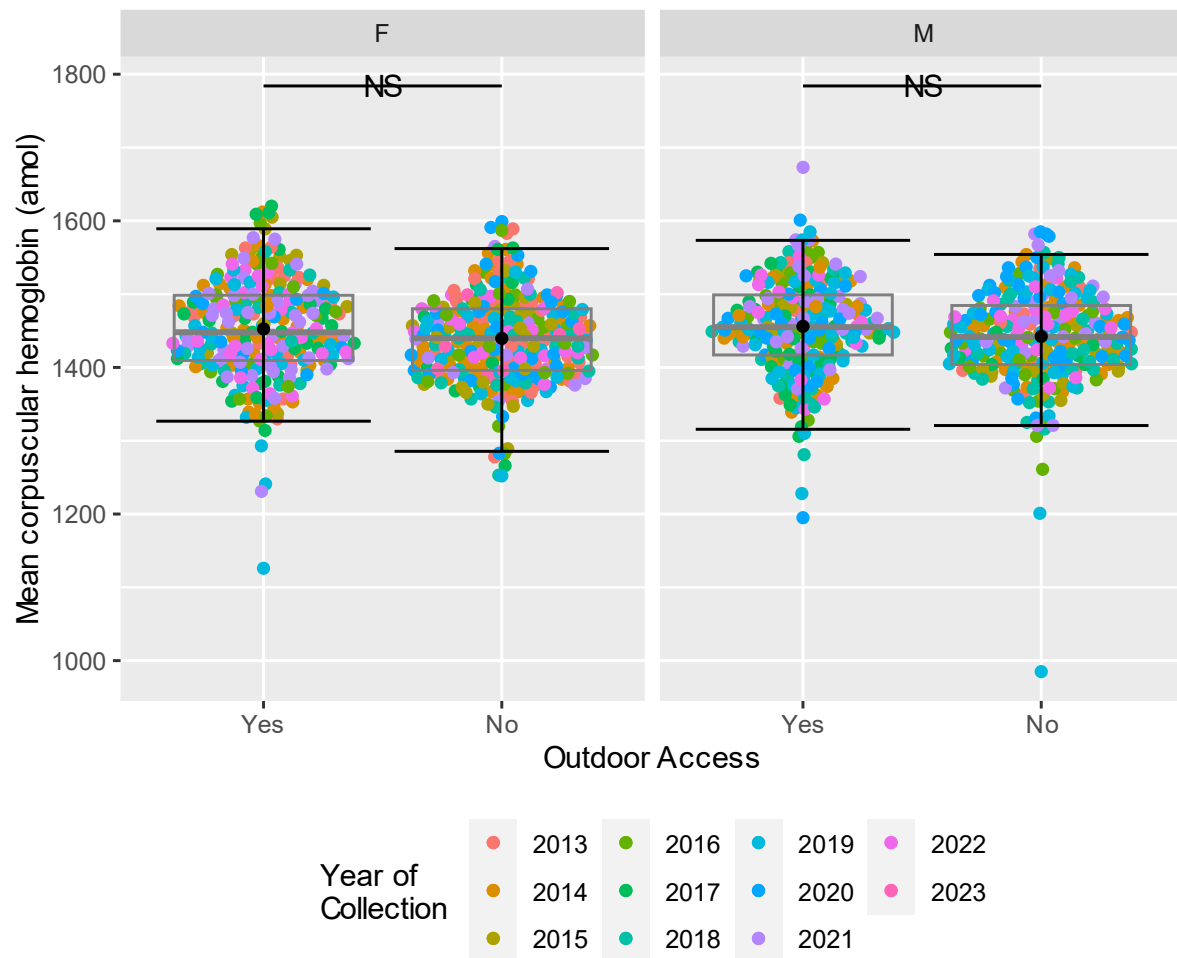 F
M
NS
NS
Mean corpuscular hemoglobin (amol)
1800
1600
1400
1200
1000
Yes
No
Yes
No
Outdoor Access
Year of
Collection
2013
2014
2015
2016
2017
2018
2019
2020
2021
2022
2023